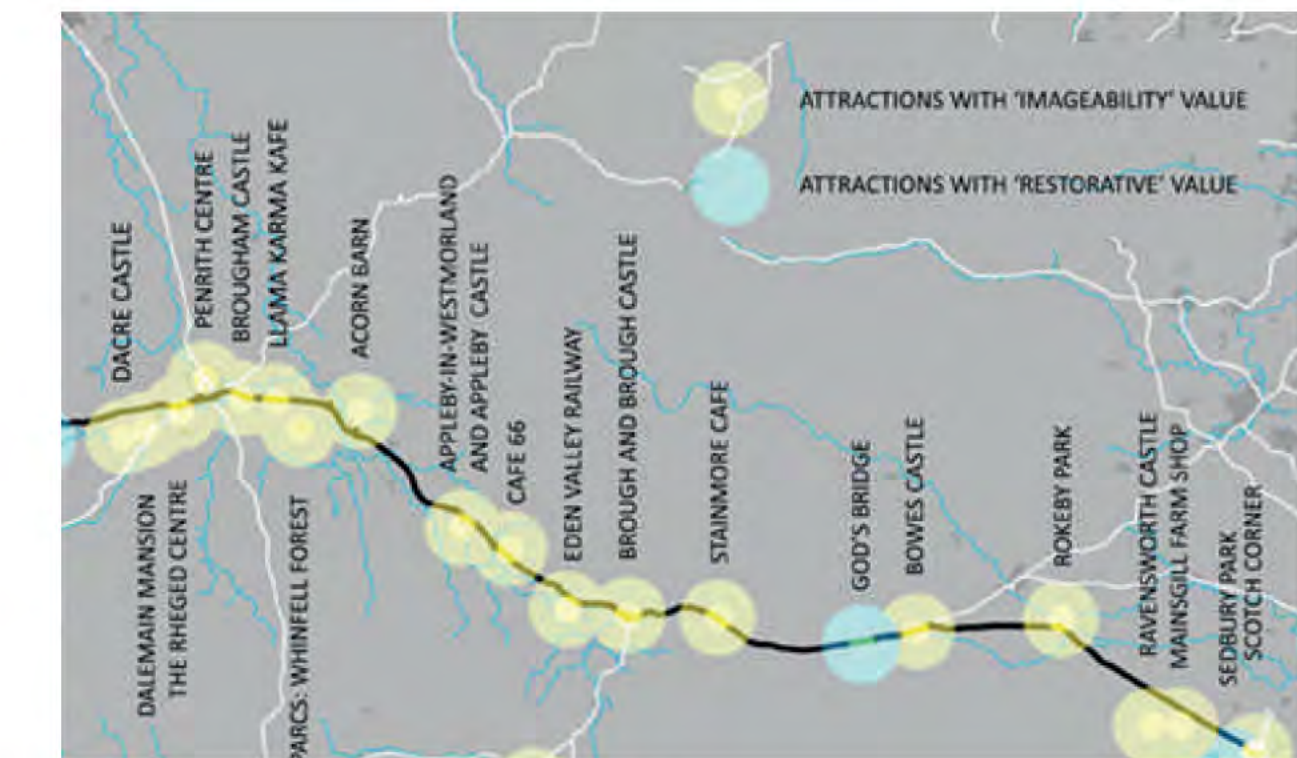 ATTRACTIONS WITH 'IMAGEABILITY' VALUE
ATTRACTIONS WITH 'RESTORATIVE' VALUE
DACRE CASTLE
PENRITH CENTRE
BROUGHAM CASTLE
LLAMA KARMA KAFE
ACORN BARN
APPLEBY-IN-WESTMORLAND
AND APPLEBY CASTLE
CAFE 66
EDEN VALLEY RAILWAY
BROUGH AND BROUGH CASTLE
STAINMORE CAFE
GOD'S BRIDGE
BOWES CASTLE
ROKEBY PARK
RAVENSWORTH CASTLE
MAINSGILL FARM SHOP
SEDBURY PARK
SCOTCH CORNER
DALEMAIN MANSION
THE RHEGED CENTRE
PARCS: WHINFELL FOREST